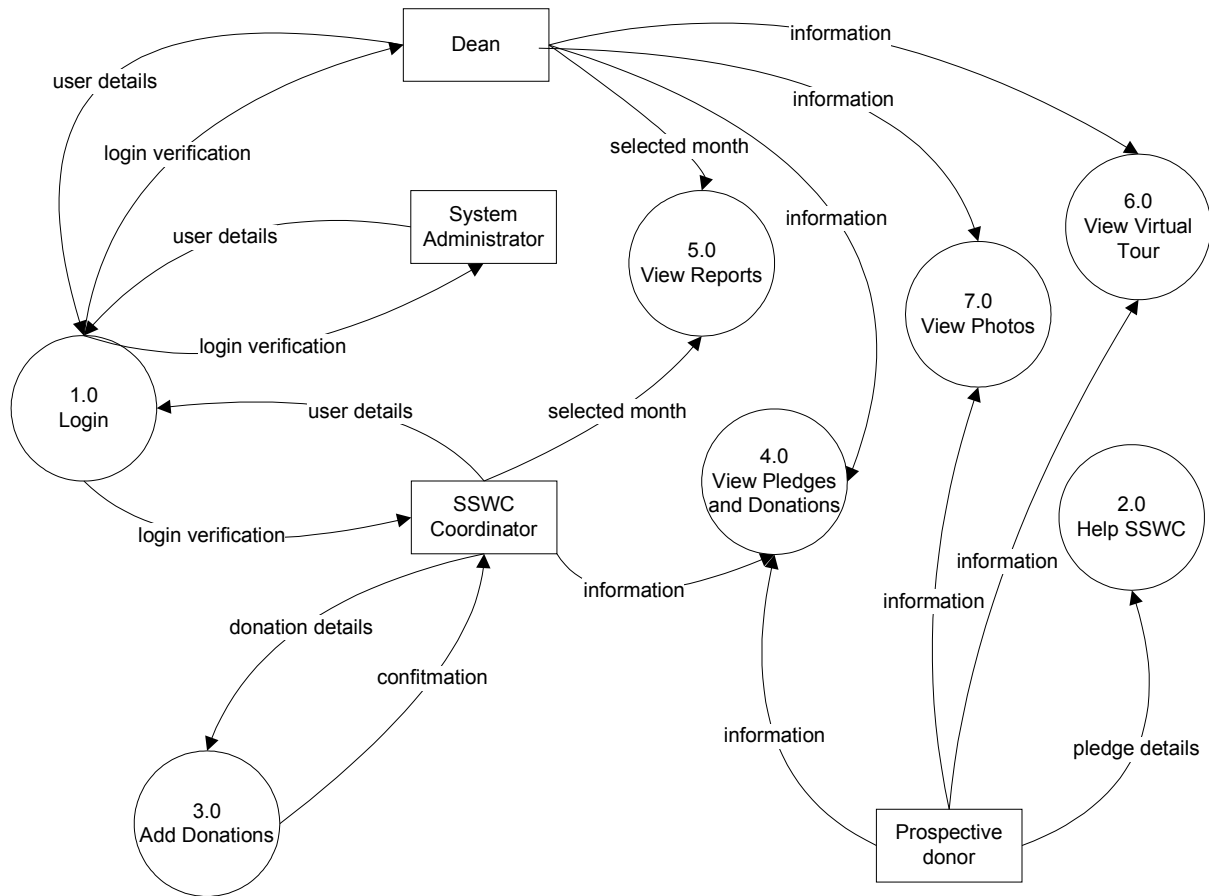 Dean
information
user details
information
login verification
selected month
System
Administrator
6.0
View Virtual
Tour
information
user details
5.0
View Reports
7.0
View Photos
login verification
1.0
Login
user details
selected month
4.0
View Pledges
and Donations
2.0
Help SSWC
SSWC
Coordinator
login verification
information
information
information
donation details
confitmation
information
pledge details
3.0
Add Donations
Prospective
donor